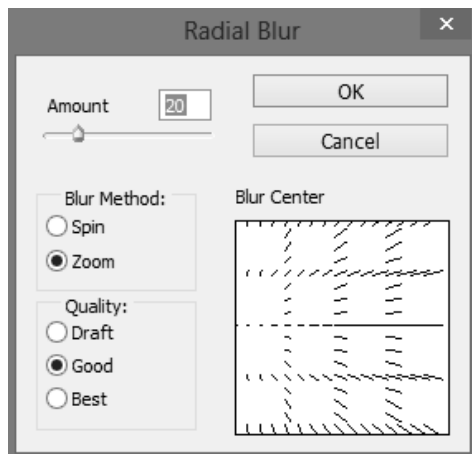 Radial Blur
×
Amount 20
OK
Cancel
Blur Method:
Spin
Zoom
Quality:
Draft
Good
Best
Blur Center